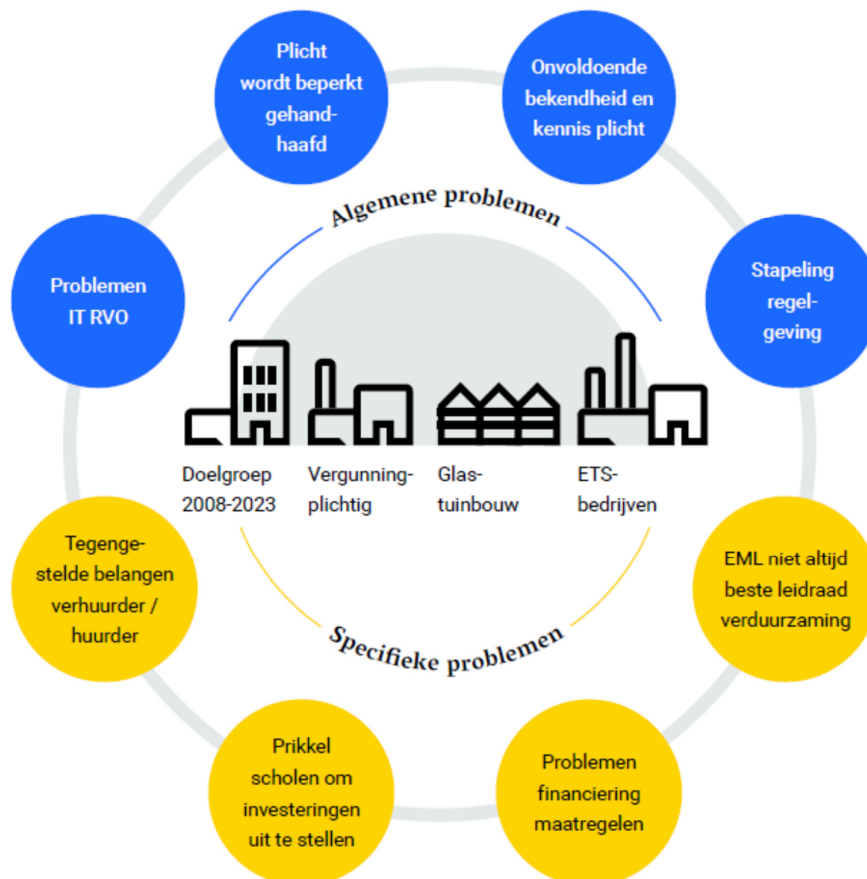 Plicht
wordt beperkt
gehand-
haafd
Onvoldoende
bekendheid en
kennis plicht
Algemene problemen
Problemen
IT RVO
Stapeling
regel-
geving
Doelgroep
2008-2023
Vergunning-
plichtig
Glas-
tuinbouw
ETS-
bedrijven
Tegenge-
stelde belangen
verhuurder /
huurder
EML niet altijd
beste leidraad
verduurzaming
Specifieke problemen
Prikkel
scholen om
investeringen
uit te stellen
Problemen
financiering
maatregelen